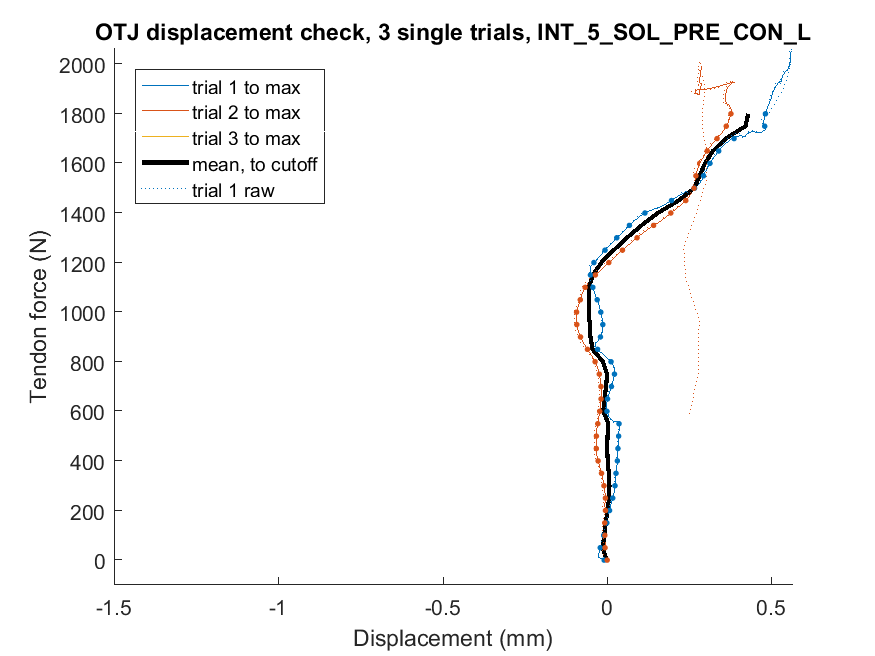 OTJ displacement check, 3 single trials, INT_5_SOL_PRE_CON_L
2000
1800
1600
1400
1200
1000
800
600
400
200
0
Tendon force (N)
trial 1 to max
trial 2 to max
trial 3 to max
mean, to cutoff
trial 1 raw
-1.5
-1
-0.5
0
0.5
Displacement (mm)